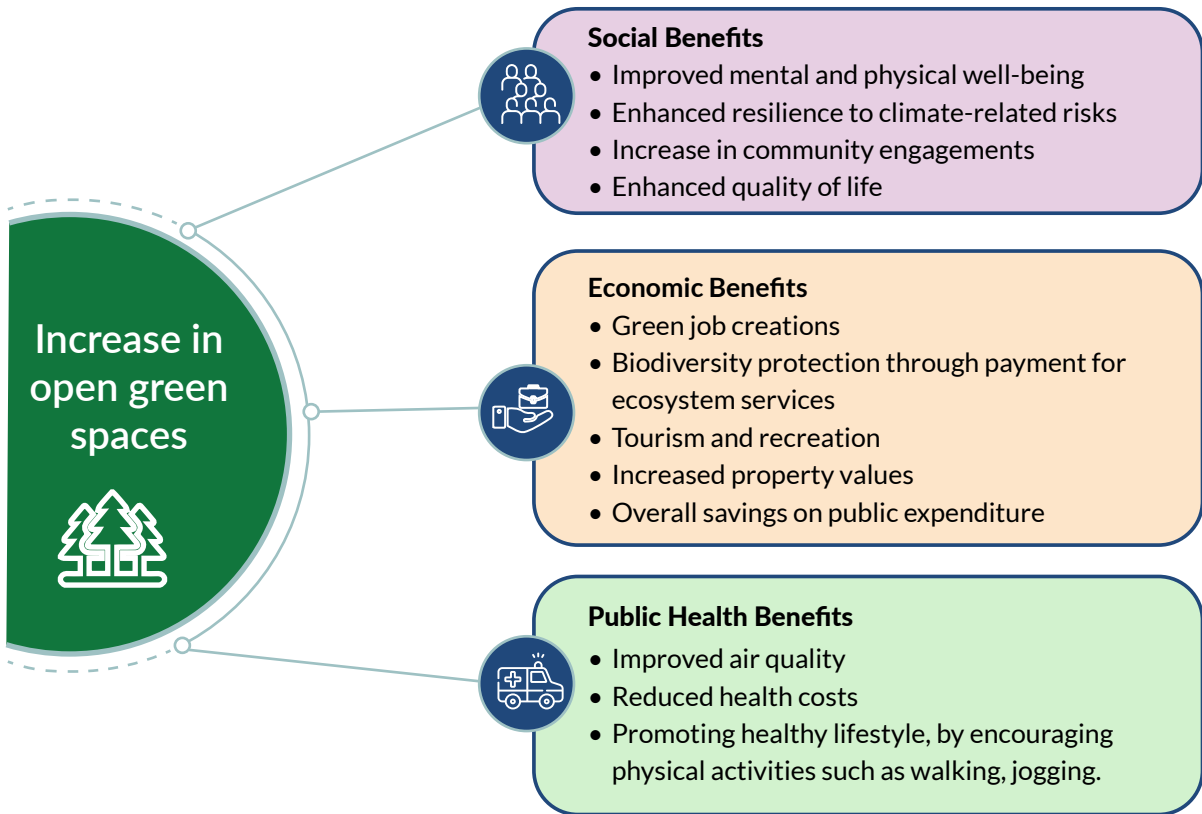 Increase in
open green
spaces
Social Benefits
• Improved mental and physical well-being
• Enhanced resilience to climate-related risks
• Increase in community engagements
• Enhanced quality of life
Economic Benefits
• Green job creations
• Biodiversity protection through payment for
ecosystem services
• Tourism and recreation
• Increased property values
• Overall savings on public expenditure
Public Health Benefits
• Improved air quality
• Reduced health costs
• Promoting healthy lifestyle, by encouraging
physical activities such as walking, jogging.